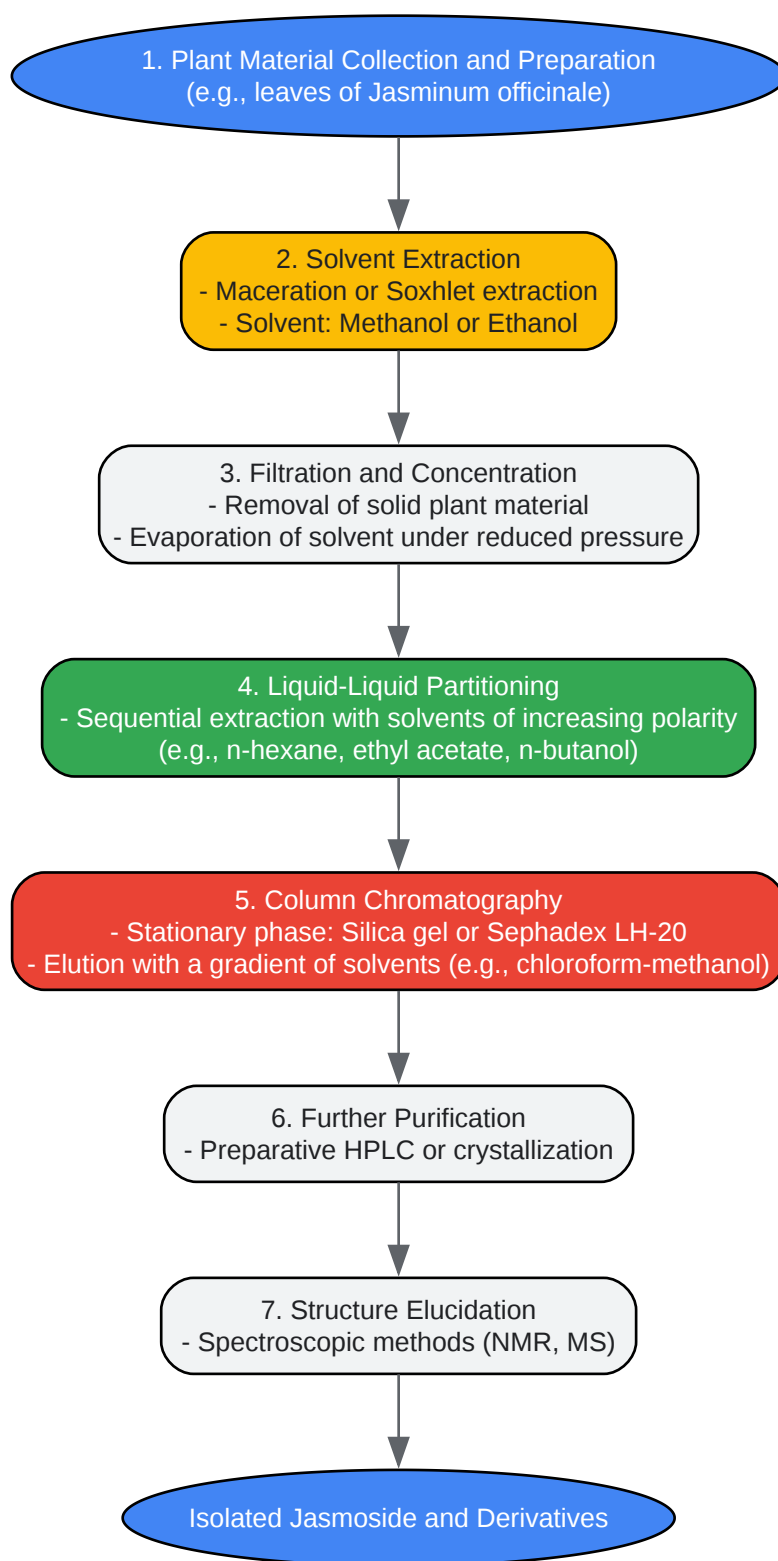 1. Plant Material Collection and Preparation
(e.g., leaves of Jasminum officinale)
2. Solvent Extraction
- Maceration or Soxhlet extraction
- Solvent: Methanol or Ethanol
3. Filtration and Concentration
- Removal of solid plant material
- Evaporation of solvent under reduced pressure
4. Liquid-Liquid Partitioning
- Sequential extraction with solvents of increasing polarity
(e.g., n-hexane, ethyl acetate, n-butanol)
5. Column Chromatography
- Stationary phase: Silica gel or Sephadex LH-20
- Elution with a gradient of solvents (e.g., chloroform-methanol)
6. Further Purification
- Preparative HPLC or crystallization
7. Structure Elucidation
- Spectroscopic methods (NMR, MS)
Isolated Jasmoside and Derivatives